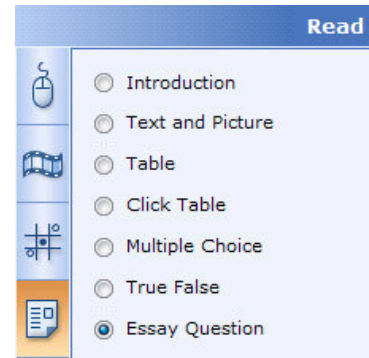 Read
Introduction
Text and Picture
Table
Click Table
Multiple Choice
True False
Essay Question